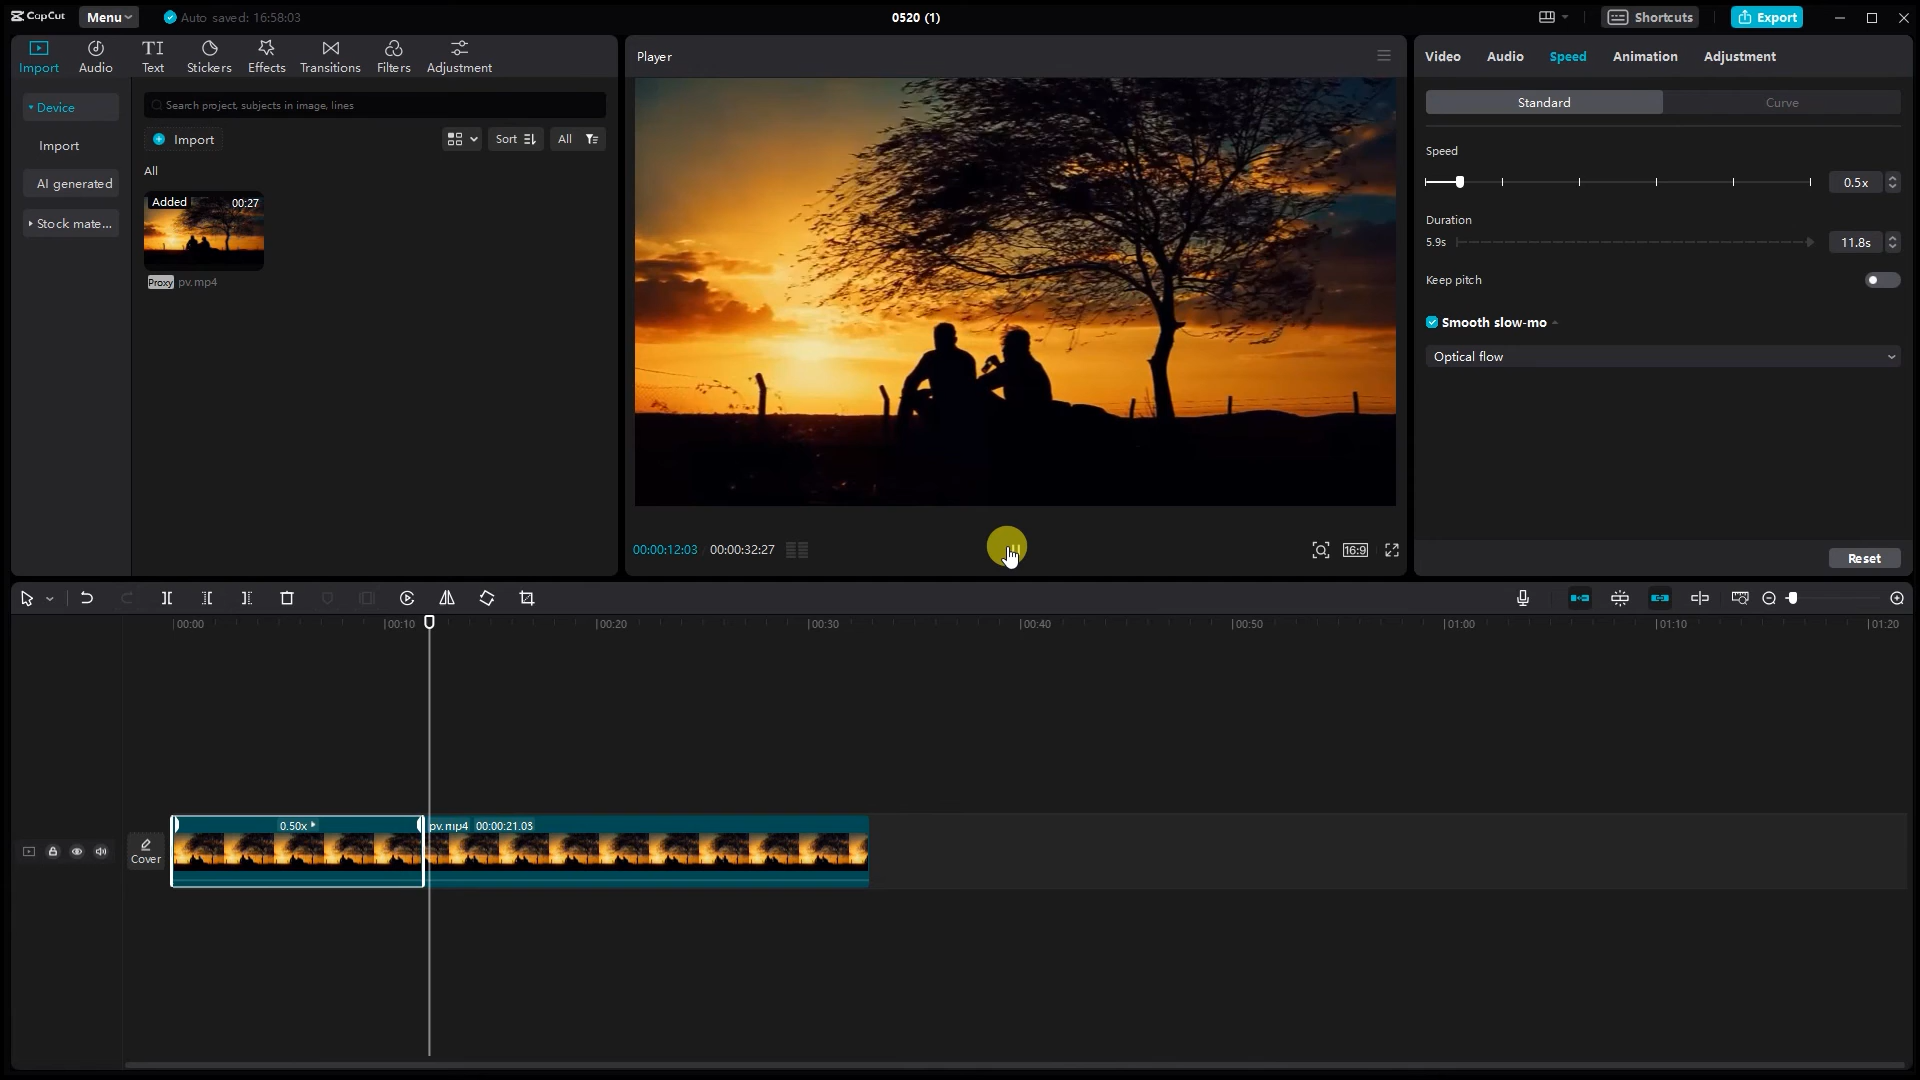 CapCut
Menu
Auto saved: 16:58:03
0520 (1)
Shortcuts
Export
Import
Audio
Text
Stickers
Effects
Transitions
Filters
Adjustment
Device
Import
AI generated
Stock mate...
Search project, subjects in image, lines
Import
Sort
All
All
Added
00:27
Proxy
pv.mp4
Player
00:00:12:03
00:00:32:27
16:9
Video
Audio
Speed
Animation
Adjustment
Standard
Curve
Speed
0.5x
Duration
5.9s
11.8s
Keep pitch
Smooth slow-mo
Optical flow
Reset
00:00
00:10
00:20
00:30
00:40
00:50
01:00
01:10
01:20
Cover
0.50x
pv.mp4 00:00:21.03